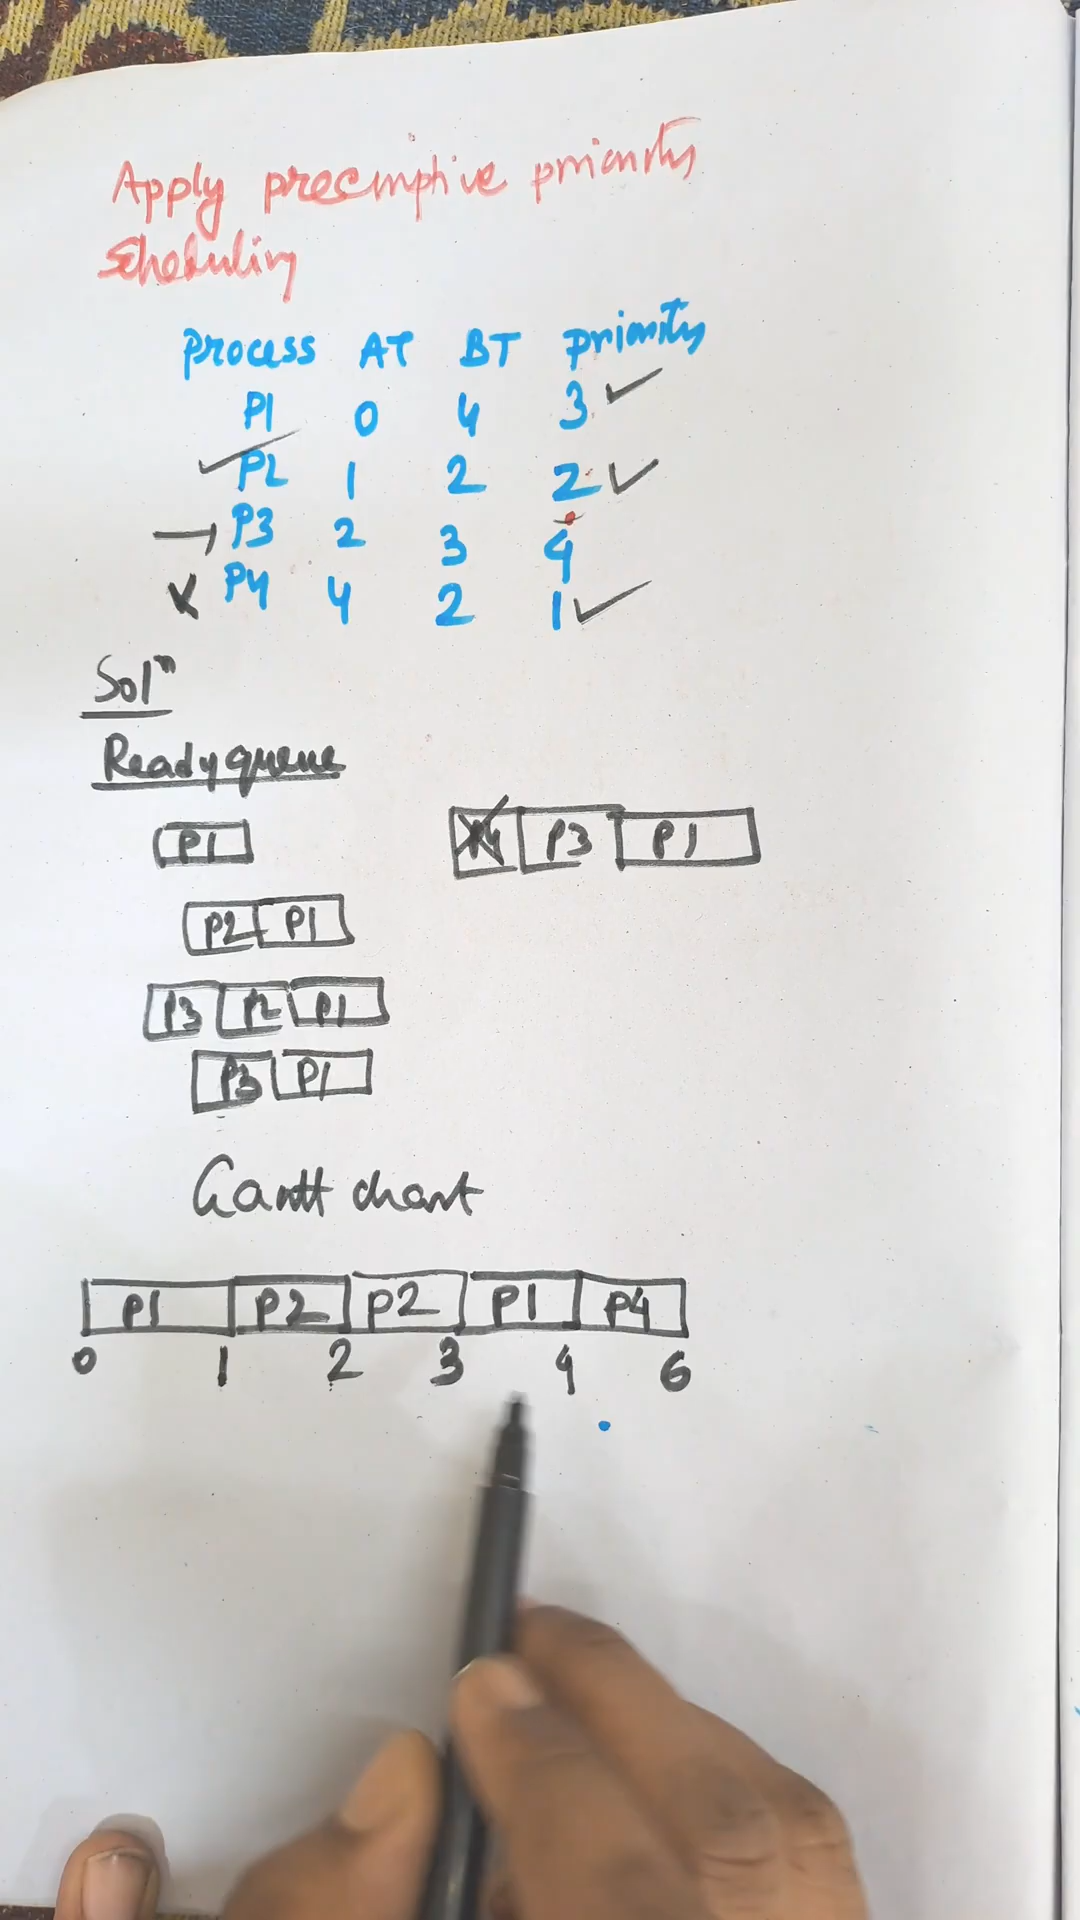 Apply preemptive priority
Scheduling
Process AT BT Priority
P1 0 4 3
P2 1 2 2
P3 2 3 4
P4 4 2 1
Solⁿ
Ready queue
P1
P3 P1
P2 P1
P3 P2 P1
P3 P1
Gantt chart
P1 P2 P2 P1 P4
0 1 2 3 4 6